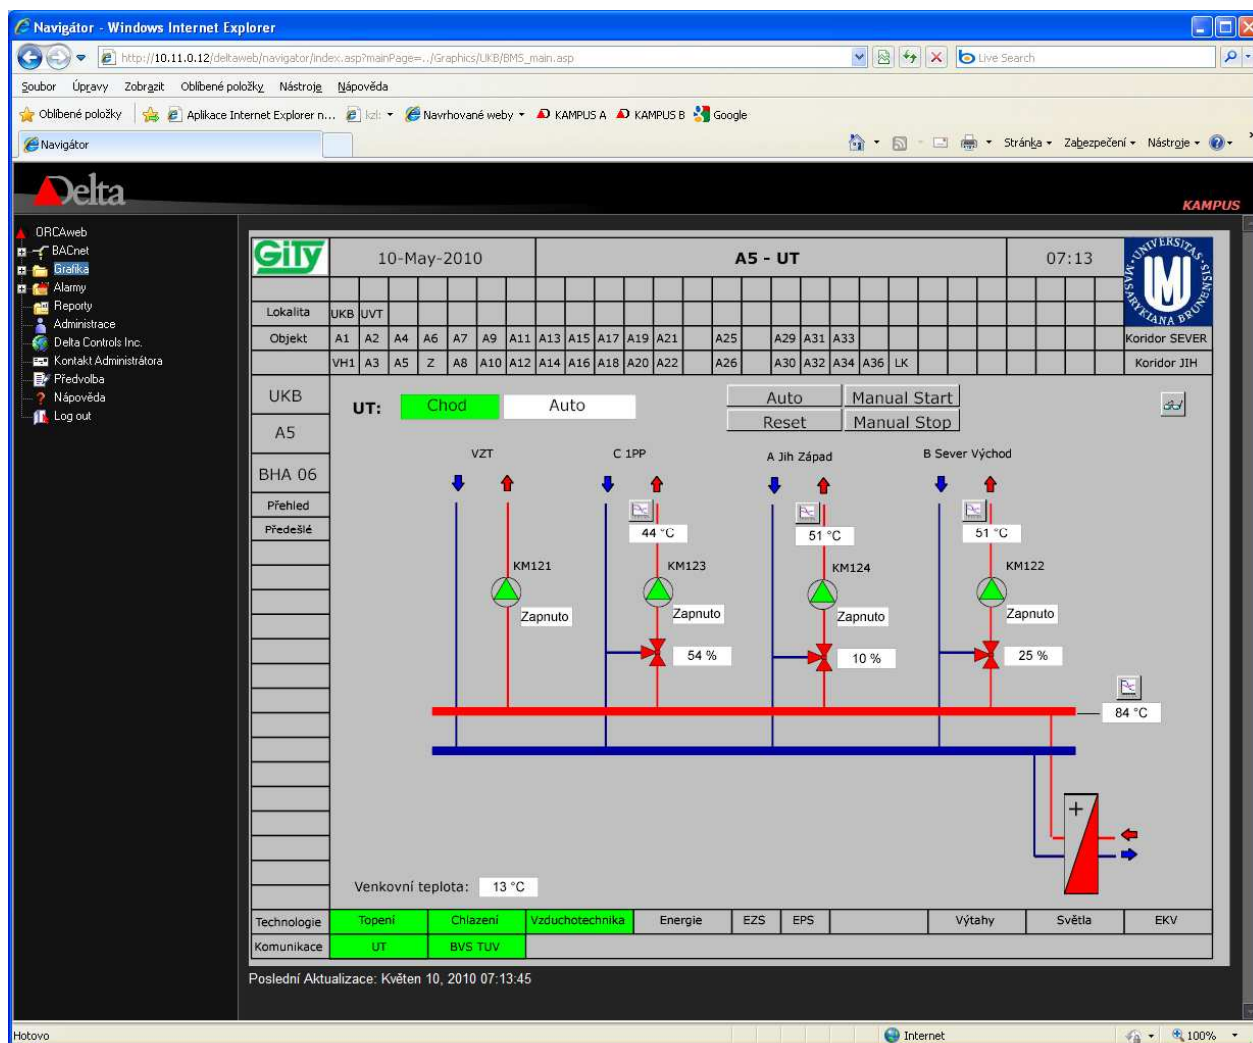 Navigátor - Windows Internet Explorer
http://10.11.0.12/deltaweb/navigator/index.asp?mainPage=../Graphics/UKB/BMS_main.asp
Live Search
Soubor Úpravy Zobrazit Oblíbené položky Nástroje Nápověda
Oblíbené položky Aplikace Internet Explorer n... kzl: Navrhované weby KAMPUS A KAMPUS B Google
Navigátor
Stránka Zabezpečení Nástroje
Delta
KAMPUS
ORCAweb
BACnet
Grafika
Alarmy
Reporty
Administrace
Delta Controls Inc.
Kontakt Administrátora
Předvolba
Nápověda
Log out
GiTy 10-May-2010 A5 - UT 07:13
UNIVERSITAS MASARYKIANA BRUNENSIS
Lokalita UKB UVT
Objekt A1 A2 A4 A6 A7 A9 A11 A13 A15 A17 A19 A21 A25 A29 A31 A33 Koridor SEVER
VH1 A3 A5 Z A8 A10 A12 A14 A16 A18 A20 A22 A26 A30 A32 A34 A36 LK Koridor JIH
UKB
A5
BHA 06
Přehled
Předešlé
UT: Chod Auto
Auto Manual Start
Reset Manual Stop
VZT C 1PP A Jih Západ B Sever Východ
44 °C 51 °C 51 °C
KM121 KM123 KM124 KM122
Zapnuto Zapnuto Zapnuto Zapnuto
54 % 10 % 25 %
84 °C
+
Venkovní teplota: 13 °C
Technologie Topení Chlazení Vzduchotechnika Energie EZS EPS Výtahy Světla EKV
Komunikace UT BVS TUV
Poslední Aktualizace: Květen 10, 2010 07:13:45
Hotovo Internet 100%